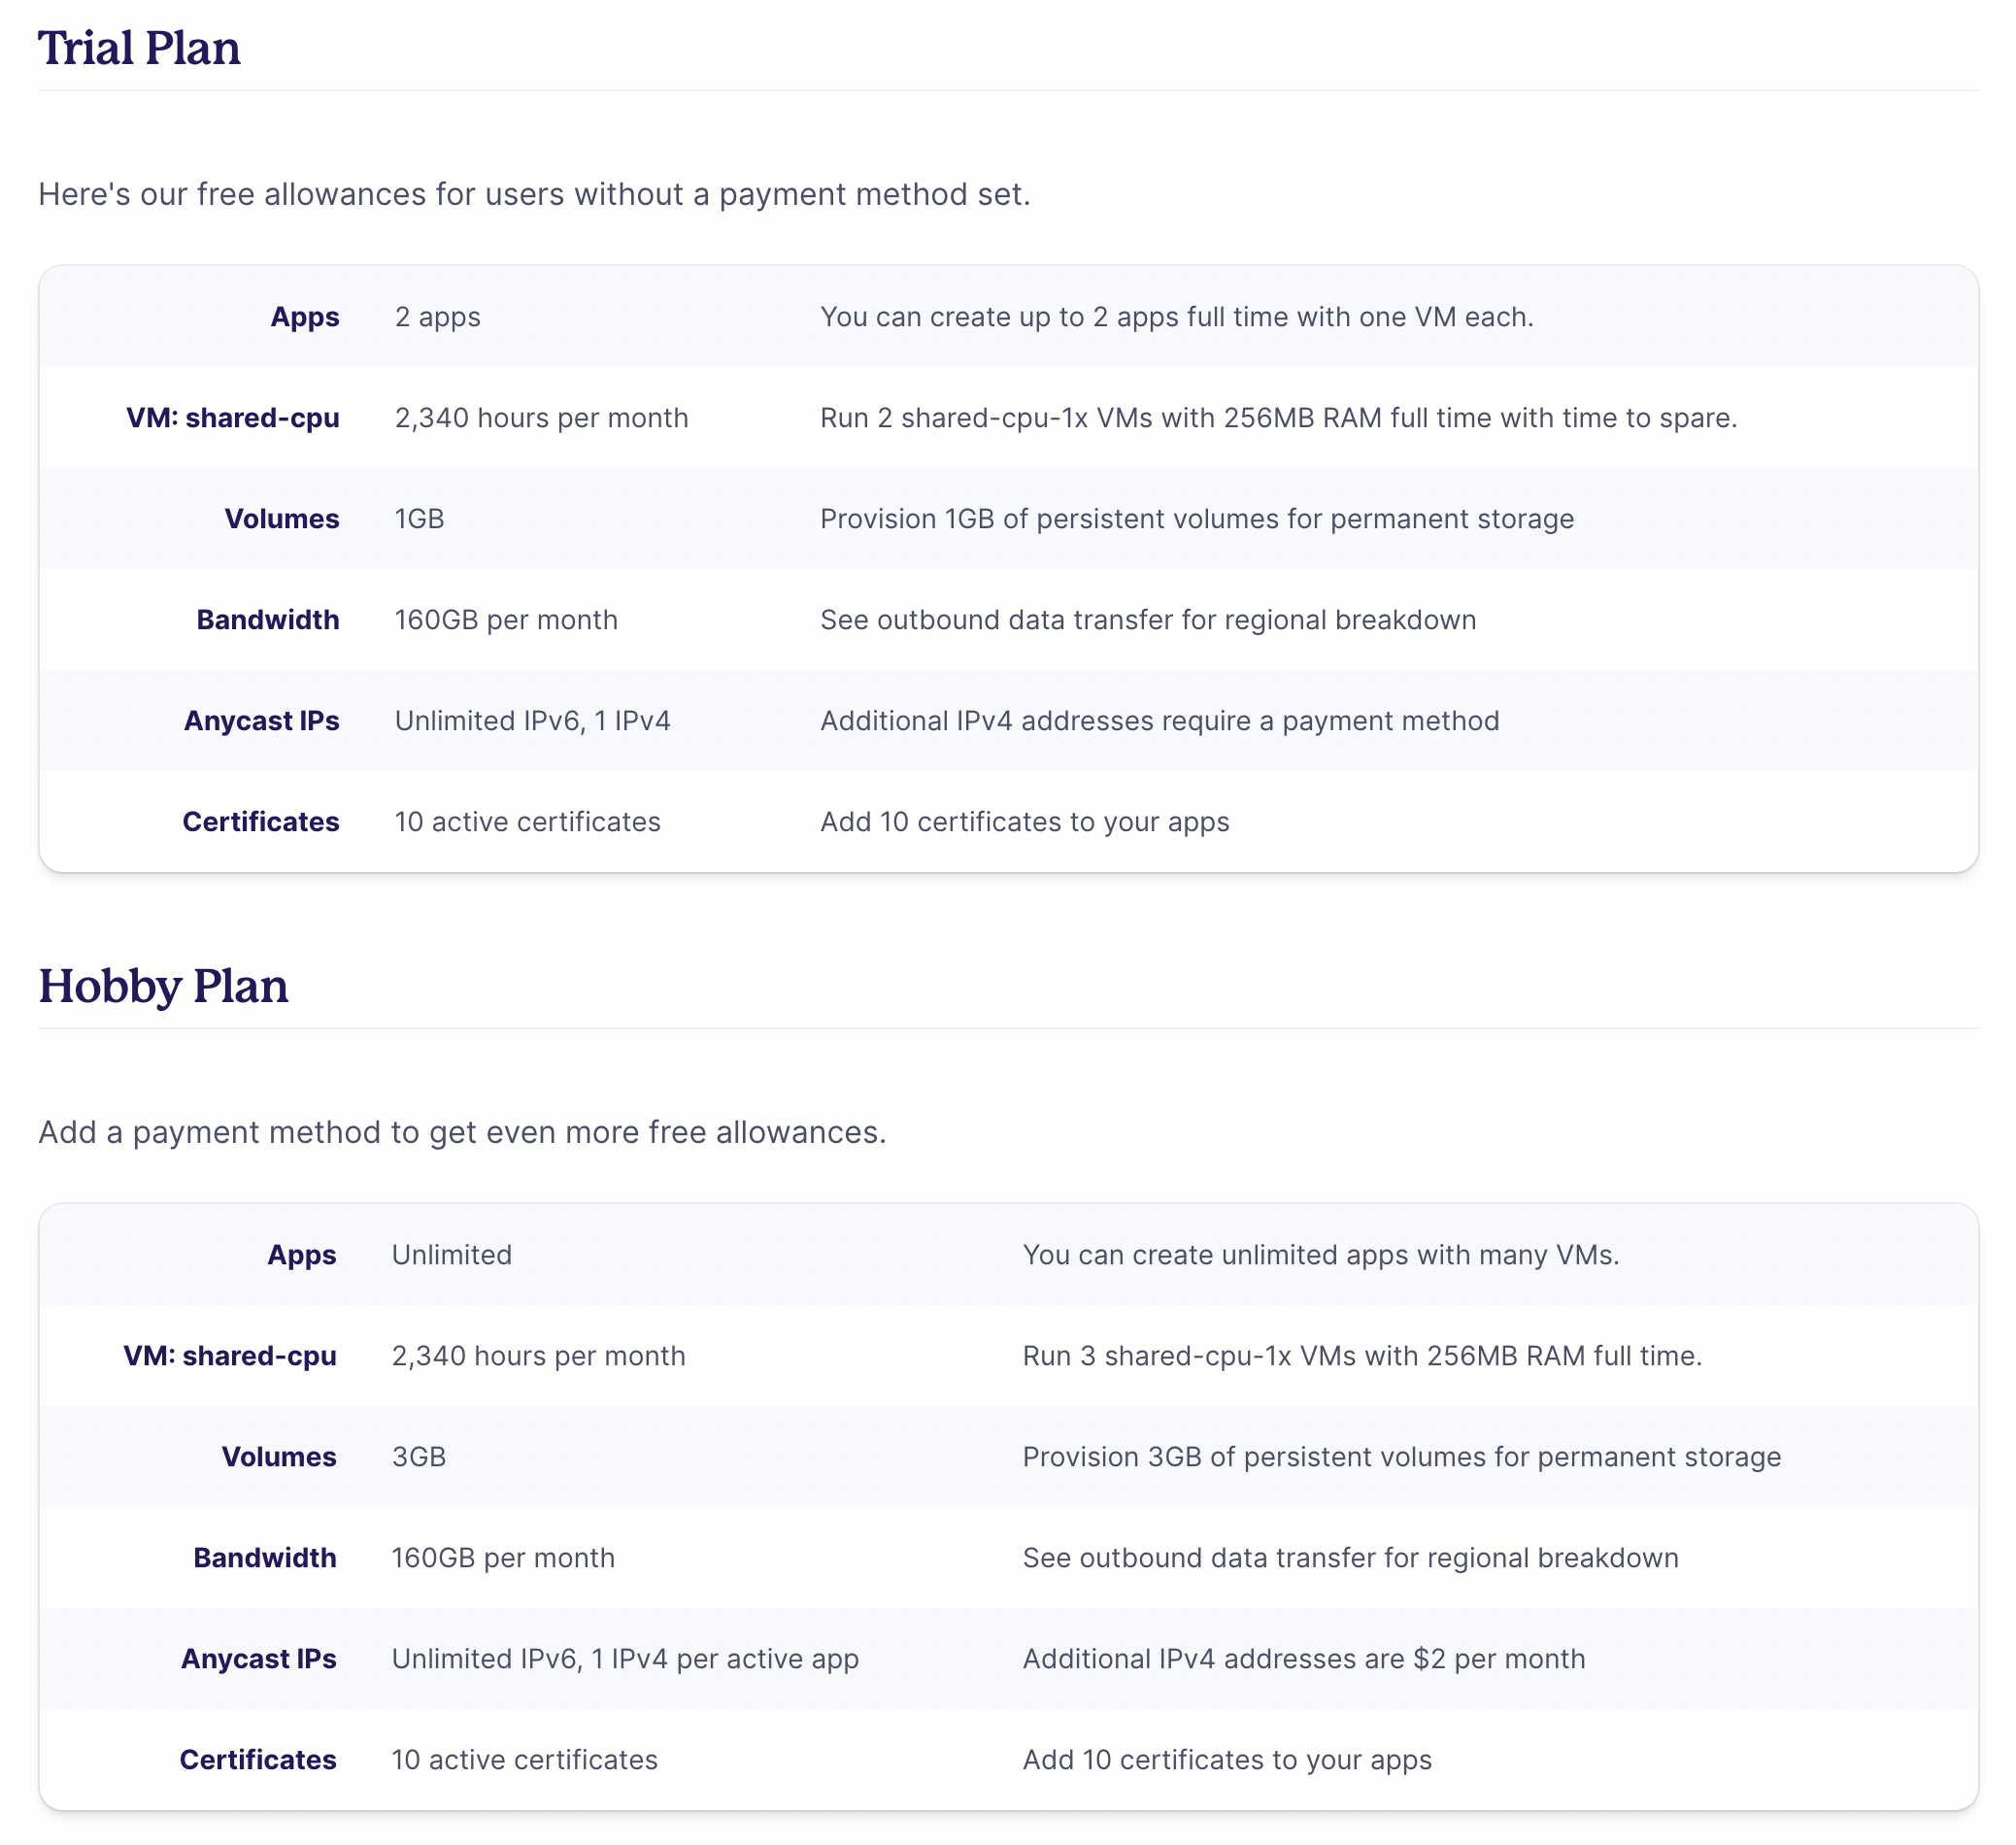 Trial Plan
Here's our free allowances for users without a payment method set.
Apps 2 apps You can create up to 2 apps full time with one VM each.
VM: shared-cpu 2,340 hours per month Run 2 shared-cpu-1x VMs with 256MB RAM full time with time to spare.
Volumes 1GB Provision 1GB of persistent volumes for permanent storage
Bandwidth 160GB per month See outbound data transfer for regional breakdown
Anycast IPs Unlimited IPv6, 1 IPv4 Additional IPv4 addresses require a payment method
Certificates 10 active certificates Add 10 certificates to your apps
Hobby Plan
Add a payment method to get even more free allowances.
Apps Unlimited You can create unlimited apps with many VMs.
VM: shared-cpu 2,340 hours per month Run 3 shared-cpu-1x VMs with 256MB RAM full time.
Volumes 3GB Provision 3GB of persistent volumes for permanent storage
Bandwidth 160GB per month See outbound data transfer for regional breakdown
Anycast IPs Unlimited IPv6, 1 IPv4 per active app Additional IPv4 addresses are $2 per month
Certificates 10 active certificates Add 10 certificates to your apps